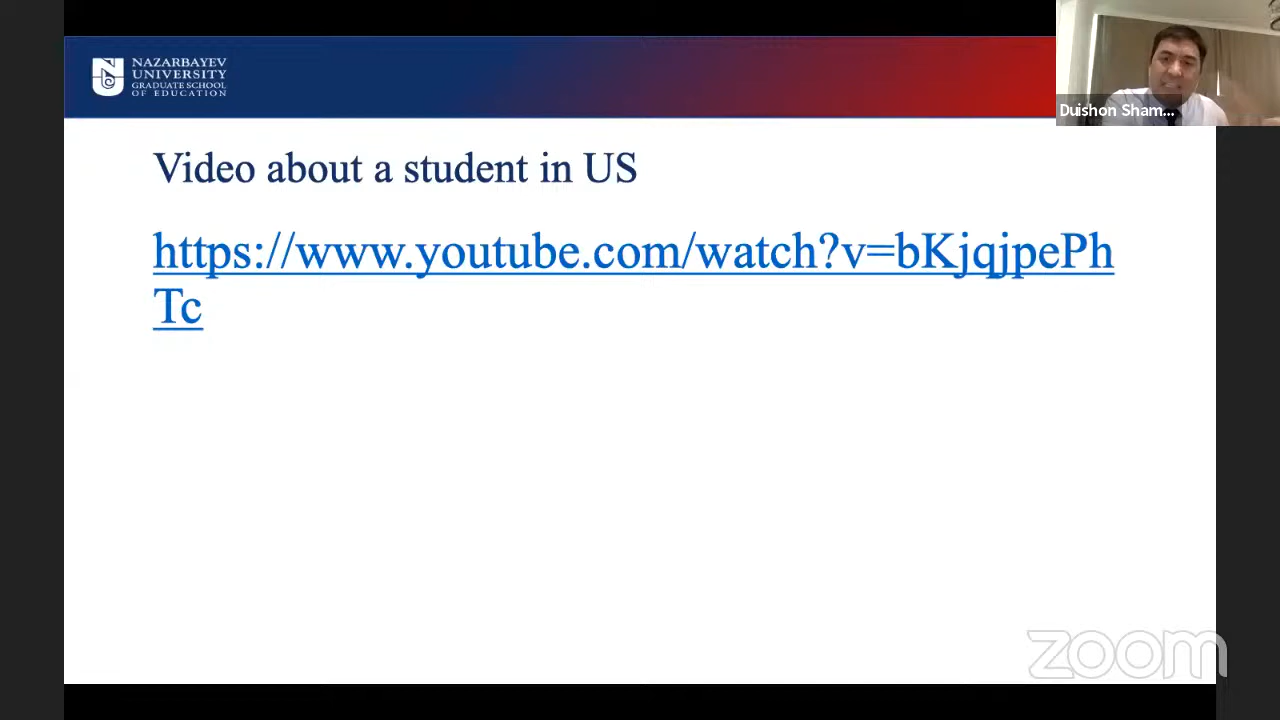 NAZARBAYEV
UNIVERSITY
GRADUATE SCHOOL
OF EDUCATION
Duishon Sham...
Video about a student in US
https://www.youtube.com/watch?v=bKjqjpePh
Tc
zoom